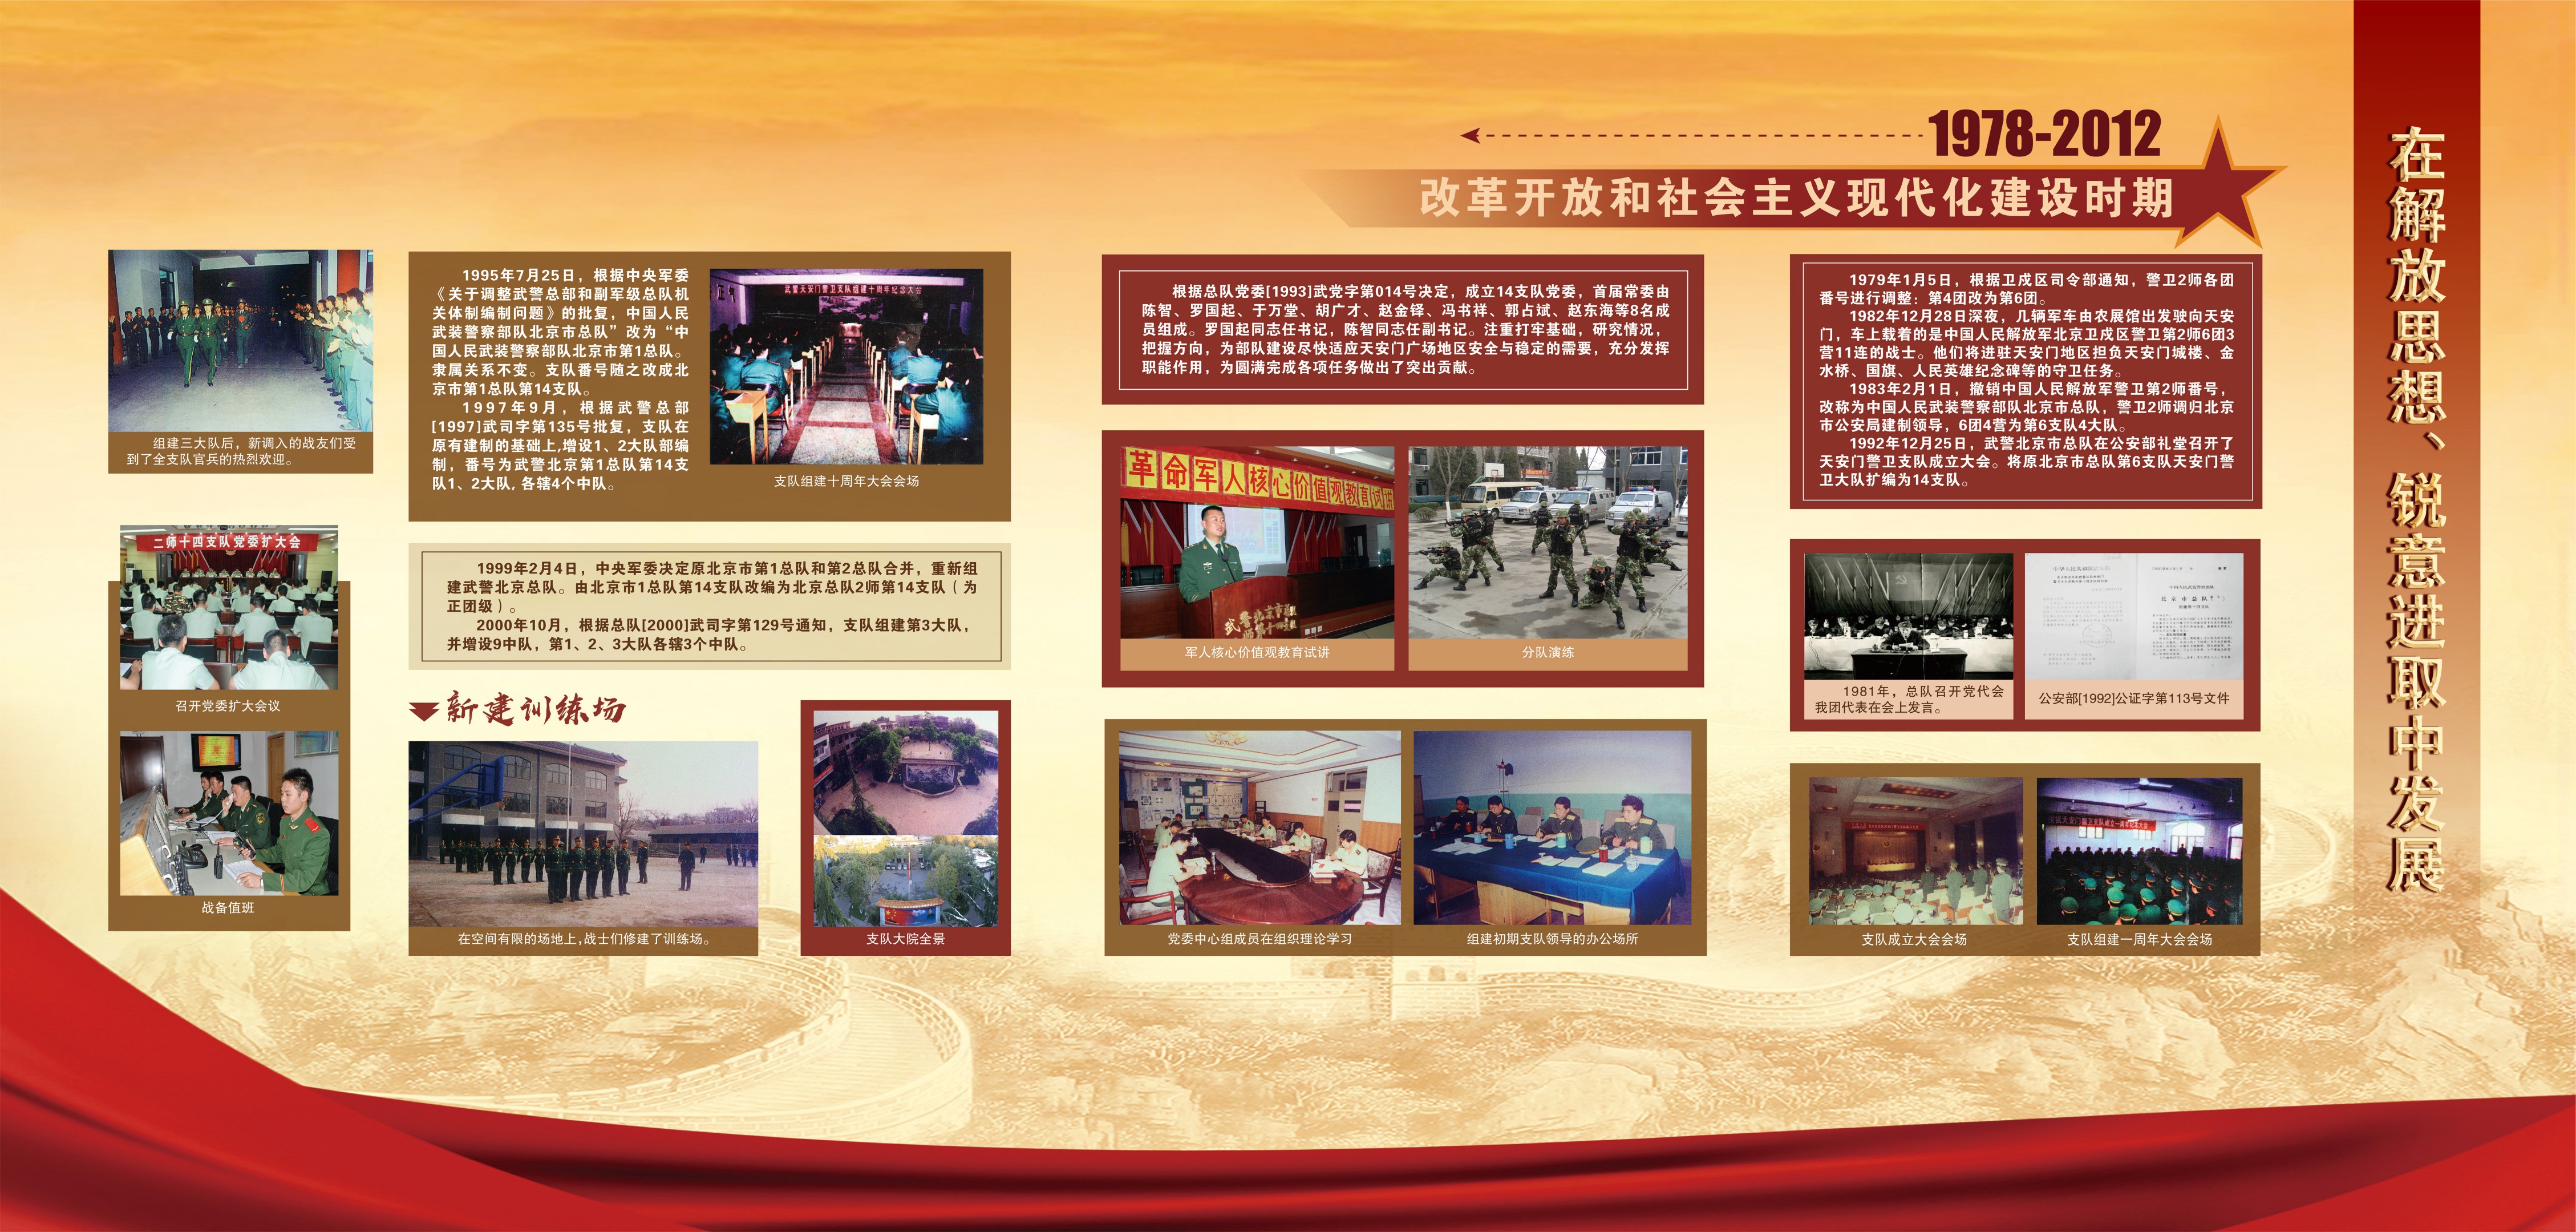 在解放思想、锐意进取中发展
1978-2012
改革开放和社会主义现代化建设时期
1979年1月5日，根据卫戍区司令部通知，警卫2师各团
番号进行调整：第4团改为第6团。
1982年12月28日深夜，几辆军车由农展馆出发驶向天安
门，车上载着的是中国人民解放军北京卫戍区警卫第2师6团3
营11连的战士。他们将进驻天安门地区担负天安门城楼、金
水桥、国旗、人民英雄纪念碑等的守卫任务。
1983年2月1日，撤销中国人民解放军警卫第2师番号，
改称为中国人民武装警察部队北京市总队，警卫2师调归北京
市公安局建制领导，6团4营为第6支队4大队。
1992年12月25日，武警北京市总队在公安部礼堂召开了
天安门警卫支队成立大会。将原北京市总队第6支队天安门警
卫大队扩编为14支队。
北京市总队
1981年，总队召开党代会
我团代表在会上发言。
公安部[1992]公证字第113号文件
支队成立大会会场
支队组建一周年大会会场
根据总队党委[1993]武党字第014号决定，成立14支队党委，首届常委由
陈智、罗国起、于万堂、胡广才、赵金铎、冯书祥、郭占斌、赵东海等8名成
员组成。罗国起同志任书记，陈智同志任副书记。注重打牢基础，研究情况，
把握方向，为部队建设尽快适应天安门广场地区安全与稳定的需要，充分发挥
职能作用，为圆满完成各项任务做出了突出贡献。
革命军人核心价值观教育试讲
武警北京市总队
军人核心价值观教育试讲
分队演练
党委中心组成员在组织理论学习
组建初期支队领导的办公场所
1995年7月25日，根据中央军委
《关于调整武警总部和副军级总队机
关体制编制问题》的批复，中国人民
武装警察部队北京市总队”改为“中
国人民武装警察部队北京市第1总队。
隶属关系不变。支队番号随之改成北
京市第1总队第14支队。
1997年9月，根据武警总部
[1997]武司字第135号批复，支队在
原有建制的基础上,增设1、2大队部编
制，番号为武警北京第1总队第14支
队1、2大队, 各辖4个中队。
正气
武警天安门警卫支队组建十周年纪念大会
支队组建十周年大会会场
1999年2月4日，中央军委决定原北京市第1总队和第2总队合并，重新组
建武警北京总队。由北京市1总队第14支队改编为北京总队2师第14支队（为
正团级）。
2000年10月，根据总队[2000]武司字第129号通知，支队组建第3大队，
并增设9中队，第1、2、3大队各辖3个中队。
新建训练场
在空间有限的场地上,战士们修建了训练场。
支队大院全景
组建三大队后，新调入的战友们受
到了全支队官兵的热烈欢迎。
二师十四支队党委扩大会
召开党委扩大会议
战备值班